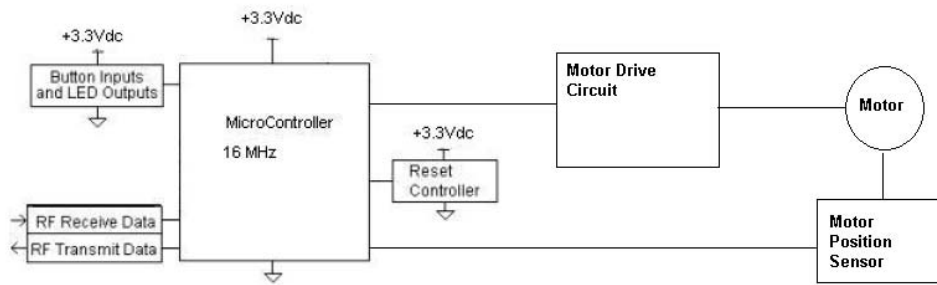 +3.3Vdc
+3.3Vdc
Button Inputs
and LED Outputs
MicroController
16 MHz
+3.3Vdc
Reset
Controller
RF Receive Data
RF Transmit Data
Motor Drive
Circuit
Motor
Motor
Position
Sensor